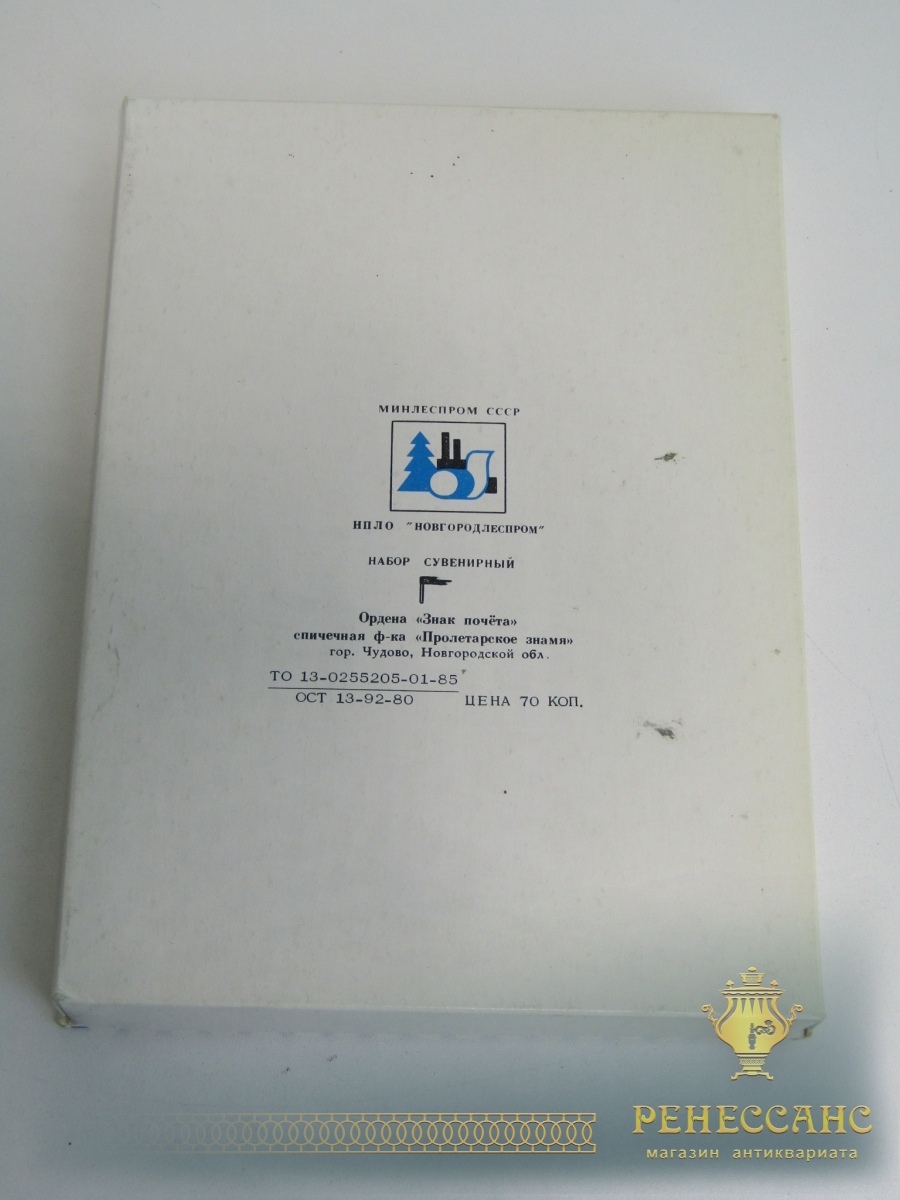 МИНЛЕСПРОМ СССР
НПЛО "НОВГОРОДЛЕСПРОМ"
НАБОР СУВЕНИРНЫЙ
Ордена «Знак почёта»
спичечная ф-ка «Пролетарское знамя»
гор. Чудово, Новгородской обл.
ТО 13-0255205-01-85
ОСТ 13-92-80 ЦЕНА 70 КОП.
РЕНЕССАНС
магазин антиквариата